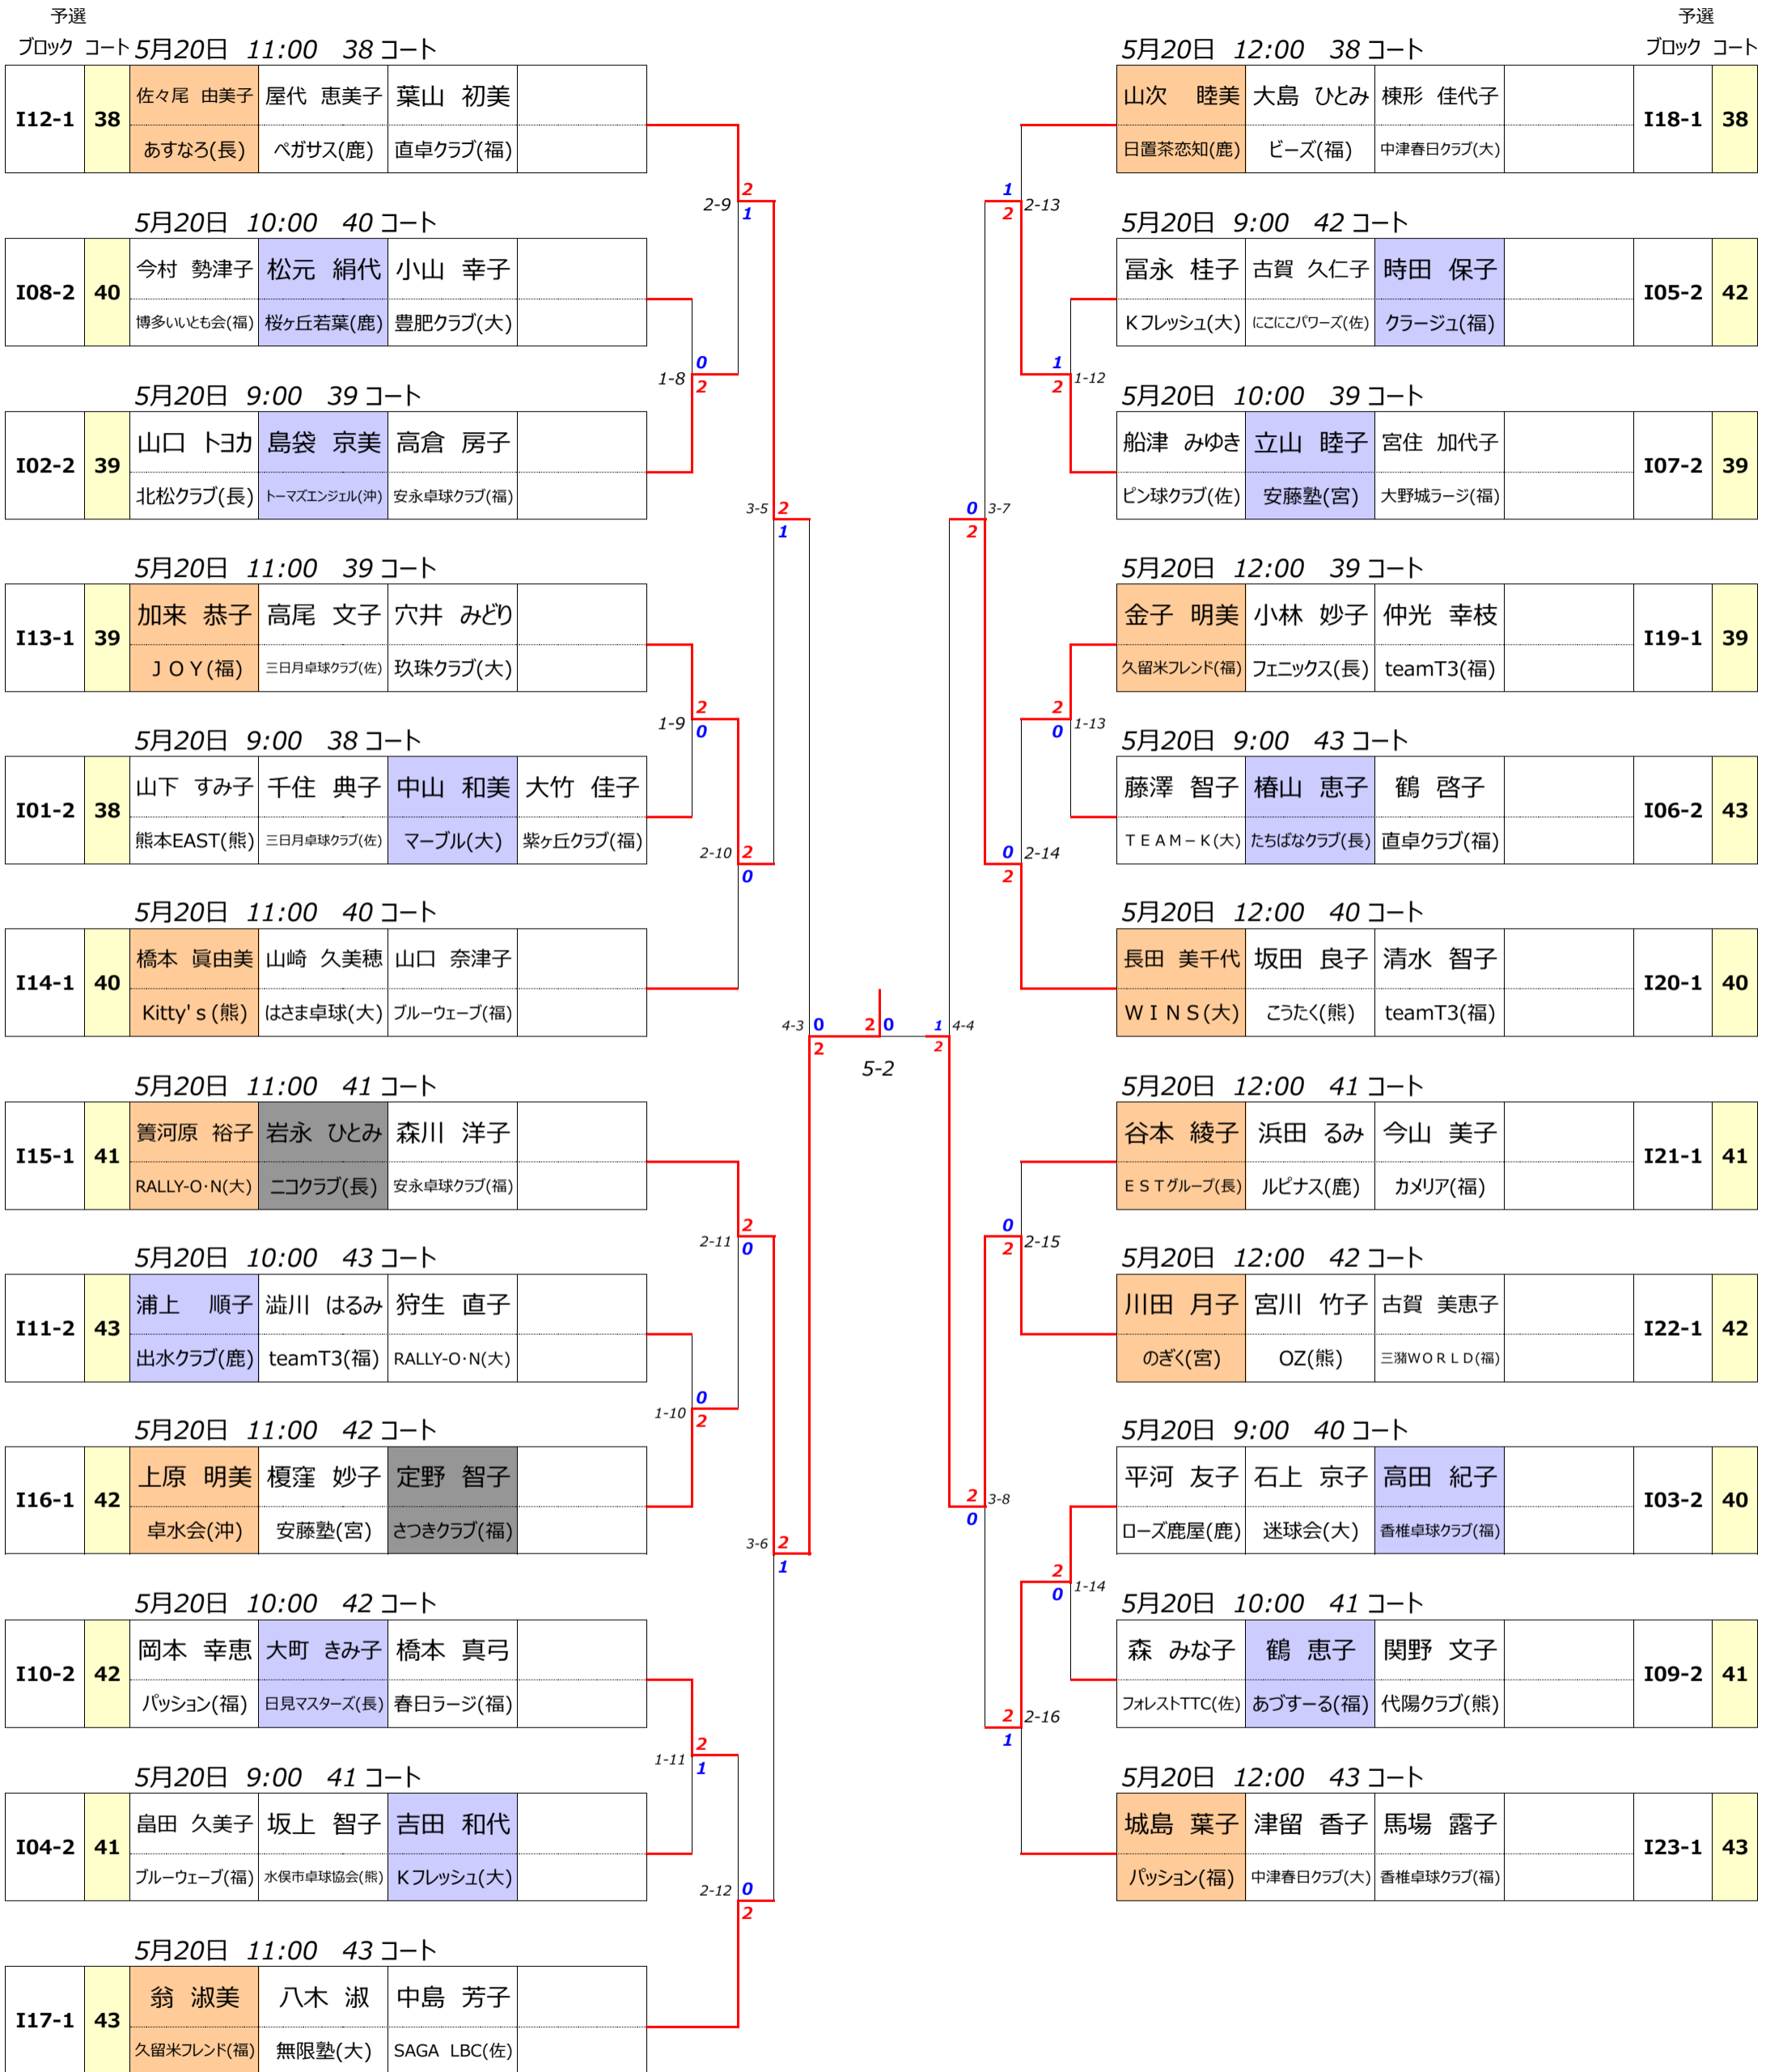 予選
ブロック コート 5月20日 11:00 38 コート
I12-1 38 佐々尾 由美子 屋代 恵美子 葉山 初美
あすなろ(長) ペガサス(鹿) 直卓クラブ(福)
2-9 2 1
5月20日 10:00 40 コート
I08-2 40 今村 勢津子 松元 絹代 小山 幸子
博多いいとも会(福) 桜ヶ丘若葉(鹿) 豊肥クラブ(大)
1-8 0 2
5月20日 9:00 39 コート
I02-2 39 山口 トヨカ 島袋 京美 高倉 房子
北松クラブ(長) トーマズエンジェル(沖) 安永卓球クラブ(福)
3-5 2 1
5月20日 11:00 39 コート
I13-1 39 加来 恭子 高尾 文子 穴井 みどり
JOY(福) 三日月卓球クラブ(佐) 玖珠クラブ(大)
1-9 2 0
5月20日 9:00 38 コート
I01-2 38 山下 すみ子 千住 典子 中山 和美 大竹 佳子
熊本EAST(熊) 三日月卓球クラブ(佐) マーブル(大) 紫ヶ丘クラブ(福)
2-10 2 0
5月20日 11:00 40 コート
I14-1 40 橋本 眞由美 山崎 久美穂 山口 奈津子
Kitty's(熊) はさま卓球(大) ブルーウェーブ(福)
4-3 0 2
2 0
5-2
1 2 4-4
5月20日 11:00 41 コート
I15-1 41 簀河原 裕子 岩永 ひとみ 森川 洋子
RALLY-O·N(大) ニコクラブ(長) 安永卓球クラブ(福)
2-11 2 0
5月20日 10:00 43 コート
I11-2 43 浦上 順子 澁川 はるみ 狩生 直子
出水クラブ(鹿) teamT3(福) RALLY-O·N(大)
1-10 0 2
5月20日 11:00 42 コート
I16-1 42 上原 明美 榎窪 妙子 定野 智子
卓水会(沖) 安藤塾(宮) さつきクラブ(福)
3-6 2 1
5月20日 10:00 42 コート
I10-2 42 岡本 幸恵 大町 きみ子 橋本 真弓
パッション(福) 日見マスターズ(長) 春日ラージ(福)
1-11 2 1
5月20日 9:00 41 コート
I04-2 41 畠田 久美子 坂上 智子 吉田 和代
ブルーウェーブ(福) 水俣市卓球協会(熊) Kフレッシュ(大)
2-12 0 2
5月20日 11:00 43 コート
I17-1 43 翁 淑美 八木 淑 中島 芳子
久留米フレンド(福) 無限塾(大) SAGA LBC(佐)
予選
5月20日 12:00 38 コート ブロック コート
山次 睦美 大島 ひとみ 棟形 佳代子 I18-1 38
日置茶恋知(鹿) ビーズ(福) 中津春日クラブ(大)
1 2 2-13
5月20日 9:00 42 コート
冨永 桂子 古賀 久仁子 時田 保子 I05-2 42
Kフレッシュ(大) にこにこパワーズ(佐) クラージュ(福)
1 2 1-12
5月20日 10:00 39 コート
船津 みゆき 立山 睦子 宮住 加代子 I07-2 39
ピン球クラブ(佐) 安藤塾(宮) 大野城ラージ(福)
0 2 3-7
5月20日 12:00 39 コート
金子 明美 小林 妙子 仲光 幸枝 I19-1 39
久留米フレンド(福) フェニックス(長) teamT3(福)
2 0 1-13
5月20日 9:00 43 コート
藤澤 智子 椿山 恵子 鶴 啓子 I06-2 43
TEAM-K(大) たちばなクラブ(長) 直卓クラブ(福)
0 2 2-14
5月20日 12:00 40 コート
長田 美千代 坂田 良子 清水 智子 I20-1 40
WINS(大) こうたく(熊) teamT3(福)
5月20日 12:00 41 コート
谷本 綾子 浜田 るみ 今山 美子 I21-1 41
ESTグループ(長) ルピナス(鹿) カメリア(福)
0 2 2-15
5月20日 12:00 42 コート
川田 月子 宮川 竹子 古賀 美恵子 I22-1 42
のぎく(宮) OZ(熊) 三潴WORLD(福)
5月20日 9:00 40 コート
平河 友子 石上 京子 高田 紀子 I03-2 40
ローズ鹿屋(鹿) 迷球会(大) 香椎卓球クラブ(福)
2 0 3-8
2 0 1-14
5月20日 10:00 41 コート
森 みな子 鶴 恵子 関野 文子 I09-2 41
フォレストTTC(佐) あづすーる(福) 代陽クラブ(熊)
2 1 2-16
5月20日 12:00 43 コート
城島 葉子 津留 香子 馬場 露子 I23-1 43
パッション(福) 中津春日クラブ(大) 香椎卓球クラブ(福)